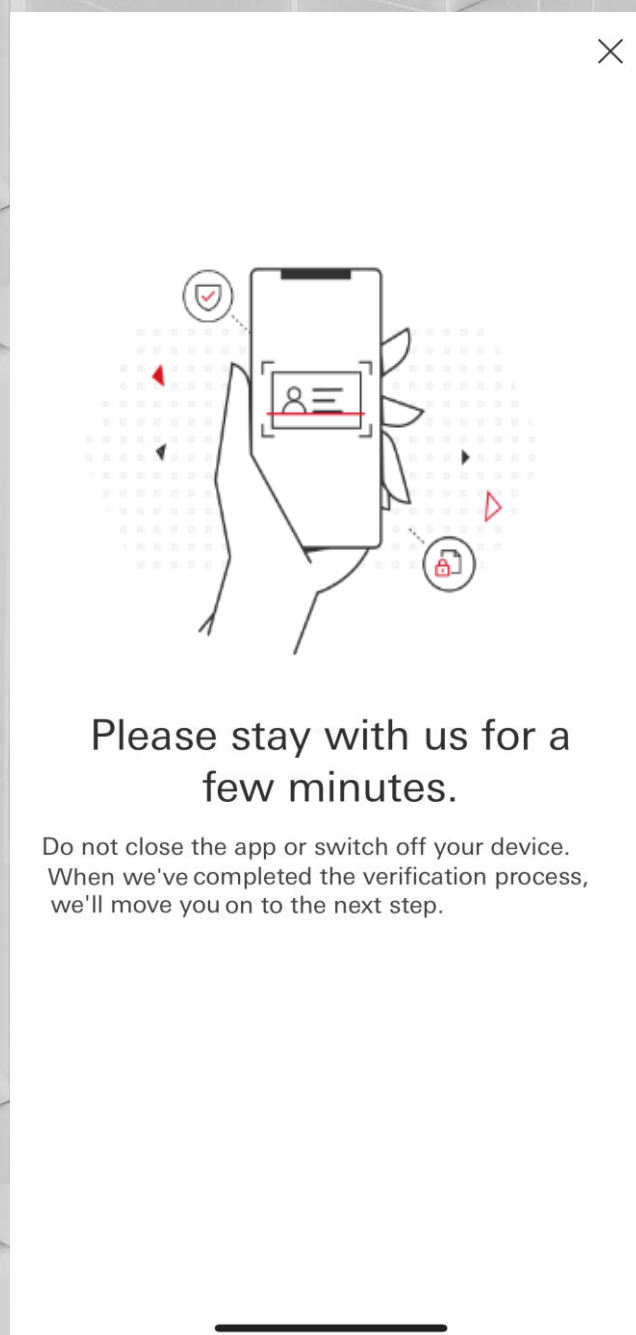 Please stay with us for a
few minutes.
Do not close the app or switch off your device.
When we've completed the verification process,
we'll move you on to the next step.